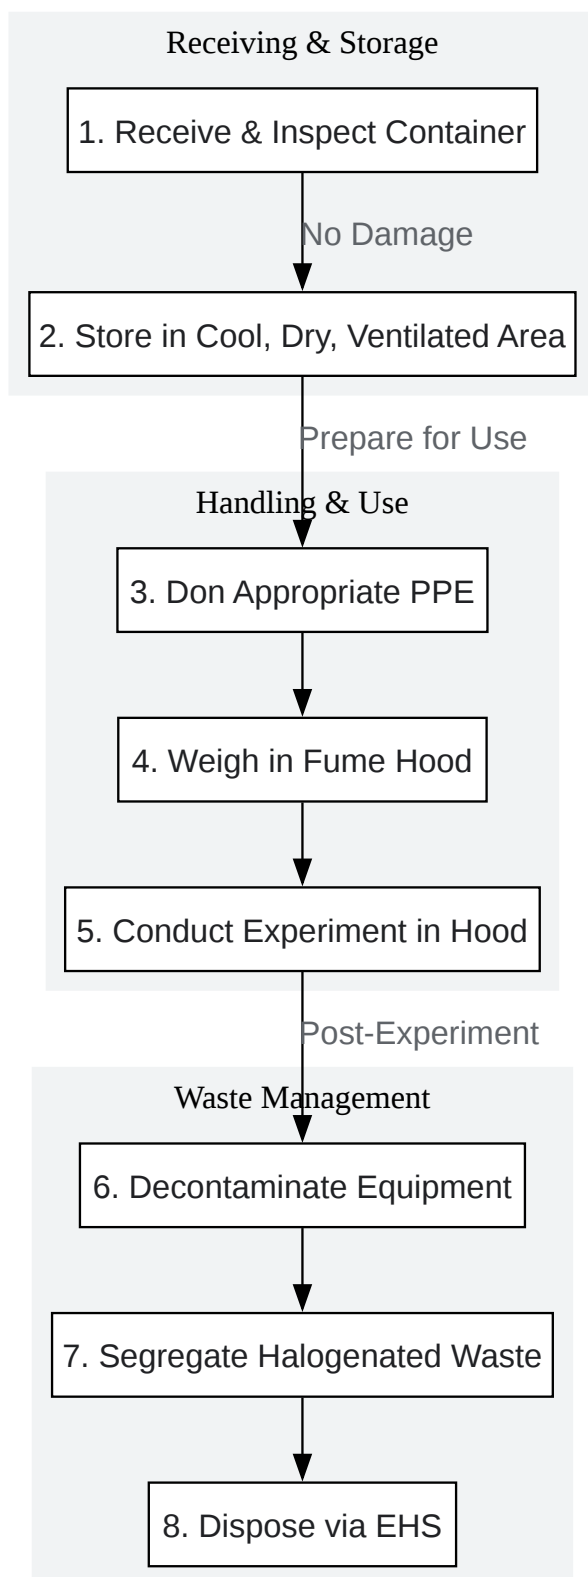 Receiving & Storage
1. Receive & Inspect Container
No Damage
2. Store in Cool, Dry, Ventilated Area
Prepare for Use
Handling & Use
3. Don Appropriate PPE
4. Weigh in Fume Hood
5. Conduct Experiment in Hood
Post-Experiment
Waste Management
6. Decontaminate Equipment
7. Segregate Halogenated Waste
8. Dispose via EHS